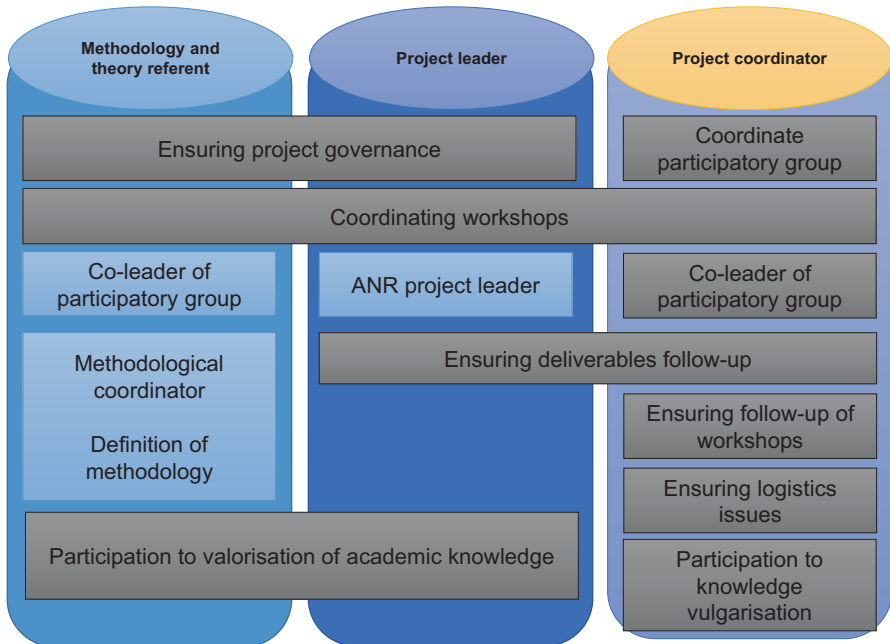 Methodology and
theory referent
Project leader
Project coordinator
Ensuring project governance
Coordinate
participatory group
Coordinating workshops
Co-leader of
participatory group
ANR project leader
Co-leader of
participatory group
Ensuring deliverables follow-up
Methodological
coordinator
Definition of
methodology
Ensuring follow-up of
workshops
Ensuring logistics
issues
Participation to valorisation of academic knowledge
Participation to
knowledge
vulgarisation